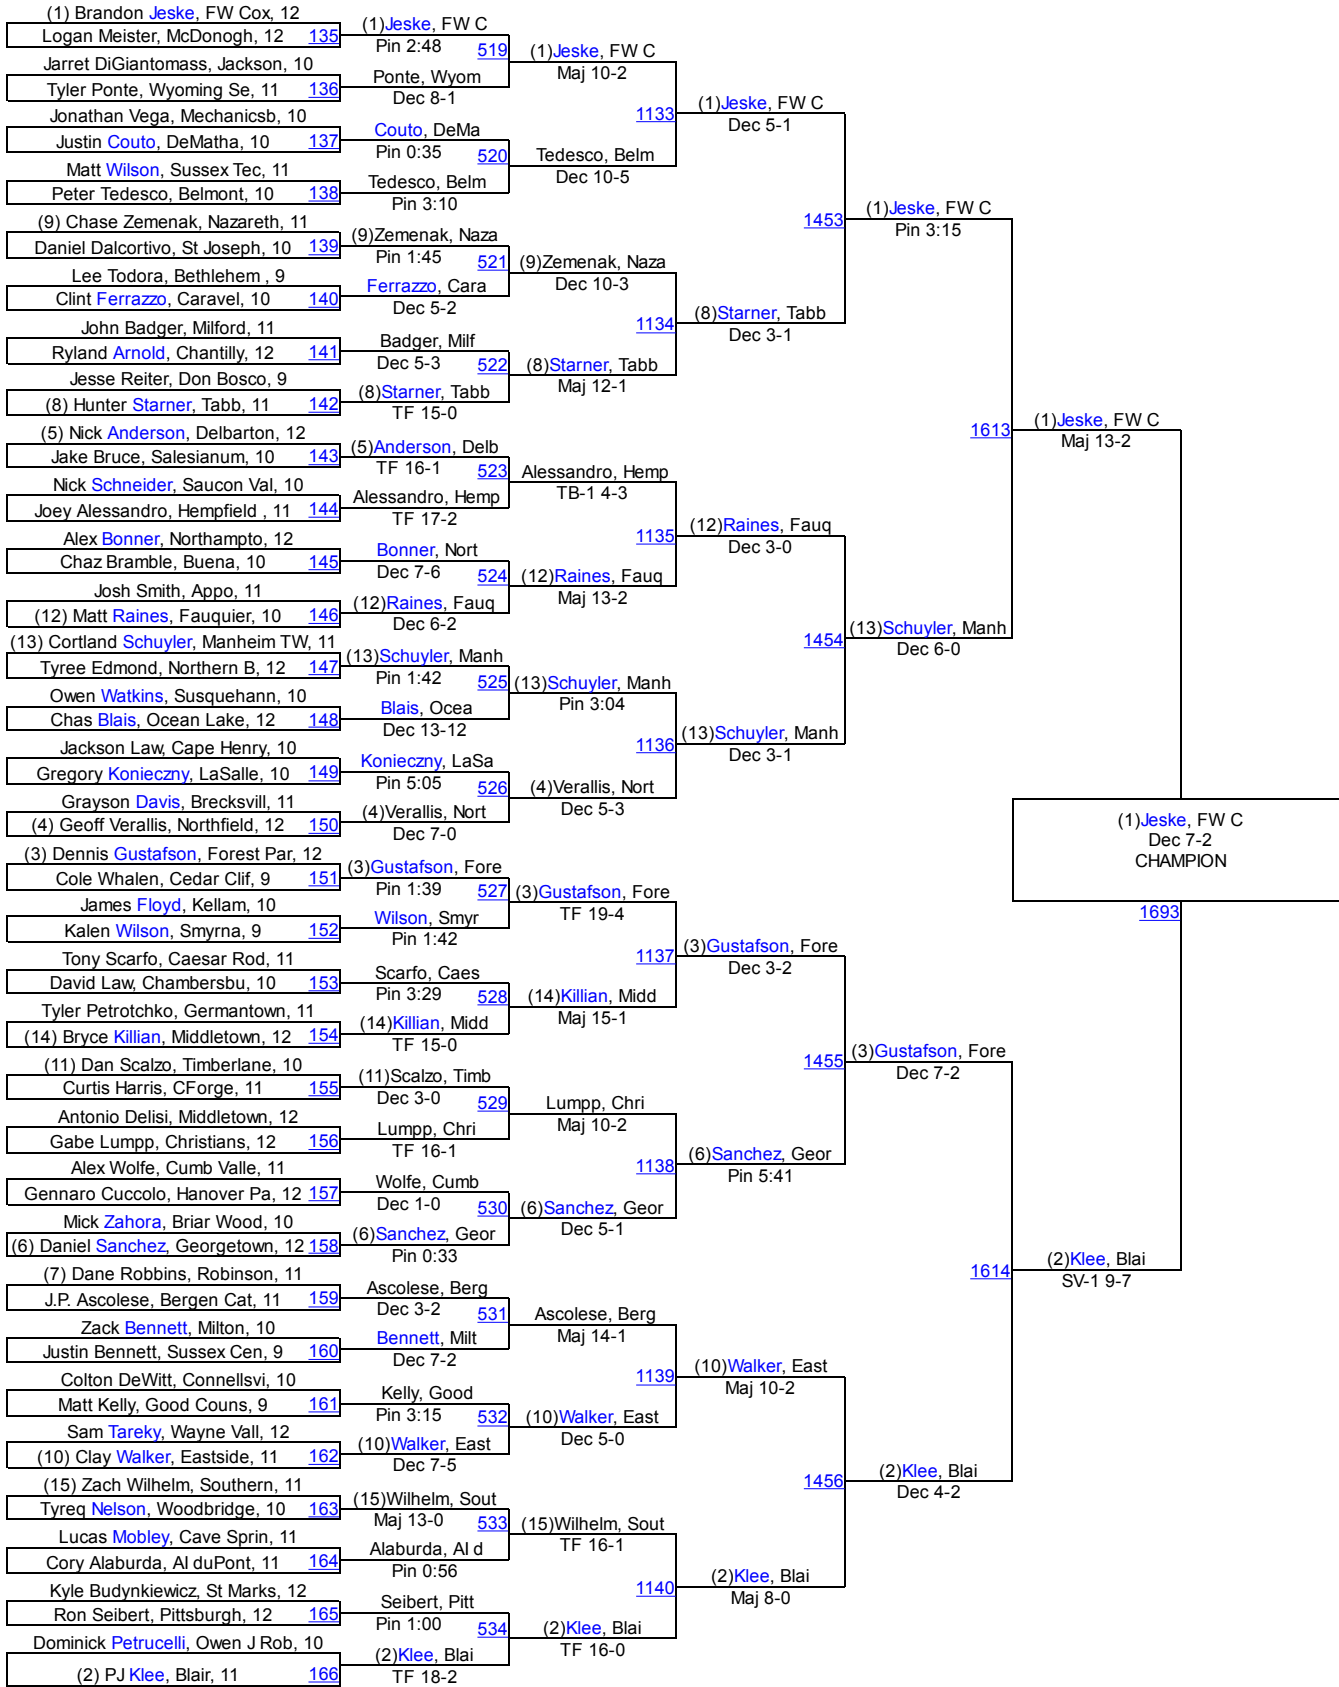 (1) Brandon Jeske, FW Cox, 12
Logan Meister, McDonogh, 12 135
Jarret DiGiantomass, Jackson, 10
Tyler Ponte, Wyoming Se, 11 136
Jonathan Vega, Mechanicsb, 10
Justin Couto, DeMatha, 10 137
Matt Wilson, Sussex Tec, 11
Peter Tedesco, Belmont, 10 138
(9) Chase Zemenak, Nazareth, 11
Daniel Dalcortivo, St Joseph, 10 139
Lee Todora, Bethlehem , 9
Clint Ferrazzo, Caravel, 10 140
John Badger, Milford, 11
Ryland Arnold, Chantilly, 12 141
Jesse Reiter, Don Bosco, 9
(8) Hunter Starner, Tabb, 11 142
(5) Nick Anderson, Delbarton, 12
Jake Bruce, Salesianum, 10 143
Nick Schneider, Saucon Val, 10
Joey Alessandro, Hempfield , 11 144
Alex Bonner, Northampto, 12
Chaz Bramble, Buena, 10 145
Josh Smith, Appo, 11
(12) Matt Raines, Fauquier, 10 146
(13) Cortland Schuyler, Manheim TW, 11
Tyree Edmond, Northern B, 12 147
Owen Watkins, Susquehann, 10
Chas Blais, Ocean Lake, 12 148
Jackson Law, Cape Henry, 10
Gregory Konieczny, LaSalle, 10 149
Grayson Davis, Brecksvill, 11
(4) Geoff Verallis, Northfield, 12 150
(3) Dennis Gustafson, Forest Par, 12
Cole Whalen, Cedar Clif, 9 151
James Floyd, Kellam, 10
Kalen Wilson, Smyrna, 9 152
Tony Scarfo, Caesar Rod, 11
David Law, Chambersbu, 10 153
Tyler Petrotchko, Germantown, 11
(14) Bryce Killian, Middletown, 12 154
(11) Dan Scalzo, Timberlane, 10
Curtis Harris, CForge, 11 155
Antonio Delisi, Middletown, 12
Gabe Lumpp, Christians, 12 156
Alex Wolfe, Cumb Valle, 11
Gennaro Cuccolo, Hanover Pa, 12 157
Mick Zahora, Briar Wood, 10
(6) Daniel Sanchez, Georgetown, 12 158
(7) Dane Robbins, Robinson, 11
J.P. Ascolese, Bergen Cat, 11 159
Zack Bennett, Milton, 10
Justin Bennett, Sussex Cen, 9 160
Colton DeWitt, Connellsvi, 10
Matt Kelly, Good Couns, 9 161
Sam Tareky, Wayne Vall, 12
(10) Clay Walker, Eastside, 11 162
(15) Zach Wilhelm, Southern, 11
Tyreq Nelson, Woodbridge, 10 163
Lucas Mobley, Cave Sprin, 11
Cory Alaburda, AI duPont, 11 164
Kyle Budynkiewicz, St Marks, 12
Ron Seibert, Pittsburgh, 12 165
Dominick Petrucelli, Owen J Rob, 10
(2) PJ Klee, Blair, 11 166
(1)Jeske, FW C
Pin 2:48 519
Ponte, Wyom
Dec 8-1
Couto, DeMa
Pin 0:35 520
Tedesco, Belm
Pin 3:10
(9)Zemenak, Naza
Pin 1:45 521
Ferrazzo, Cara
Dec 5-2
Badger, Milf
Dec 5-3 522
(8)Starner, Tabb
TF 15-0
(5)Anderson, Delb
TF 16-1 523
Alessandro, Hemp
TF 17-2
Bonner, Nort
Dec 7-6 524
(12)Raines, Fauq
Dec 6-2
(13)Schuyler, Manh
Pin 1:42 525
Blais, Ocea
Dec 13-12
Konieczny, LaSa
Pin 5:05 526
(4)Verallis, Nort
Dec 7-0
(3)Gustafson, Fore
Pin 1:39 527
Wilson, Smyr
Pin 1:42
Scarfo, Caes
Pin 3:29 528
(14)Killian, Midd
TF 15-0
(11)Scalzo, Timb
Dec 3-0 529
Lumpp, Chri
TF 16-1
Wolfe, Cumb
Dec 1-0 530
(6)Sanchez, Geor
Pin 0:33
Ascolese, Berg
Dec 3-2 531
Bennett, Milt
Dec 7-2
Kelly, Good
Pin 3:15 532
(10)Walker, East
Dec 7-5
(15)Wilhelm, Sout
Maj 13-0 533
Alaburda, AI d
Pin 0:56
Seibert, Pitt
Pin 1:00 534
(2)Klee, Blai
TF 18-2
(1)Jeske, FW C
Maj 10-2
1133
Tedesco, Belm
Dec 10-5
(9)Zemenak, Naza
Dec 10-3
1134
(8)Starner, Tabb
Maj 12-1
Alessandro, Hemp
TB-1 4-3
1135
(12)Raines, Fauq
Maj 13-2
(13)Schuyler, Manh
Pin 3:04
1136
(4)Verallis, Nort
Dec 5-3
(3)Gustafson, Fore
TF 19-4
1137
(14)Killian, Midd
Maj 15-1
Lumpp, Chri
Maj 10-2
1138
(6)Sanchez, Geor
Dec 5-1
Ascolese, Berg
Maj 14-1
1139
(10)Walker, East
Dec 5-0
(15)Wilhelm, Sout
TF 16-1
1140
(2)Klee, Blai
TF 16-0
(1)Jeske, FW C
Dec 5-1
1453
(8)Starner, Tabb
Dec 3-1
(12)Raines, Fauq
Dec 3-0
1454
(13)Schuyler, Manh
Dec 3-1
(3)Gustafson, Fore
Dec 3-2
1455
(6)Sanchez, Geor
Pin 5:41
(10)Walker, East
Maj 10-2
1456
(2)Klee, Blai
Maj 8-0
(1)Jeske, FW C
Pin 3:15
1613
(13)Schuyler, Manh
Dec 6-0
(3)Gustafson, Fore
Dec 7-2
1614
(2)Klee, Blai
Dec 4-2
(1)Jeske, FW C
Maj 13-2
(2)Klee, Blai
SV-1 9-7
(1)Jeske, FW C
Dec 7-2
CHAMPION
1693